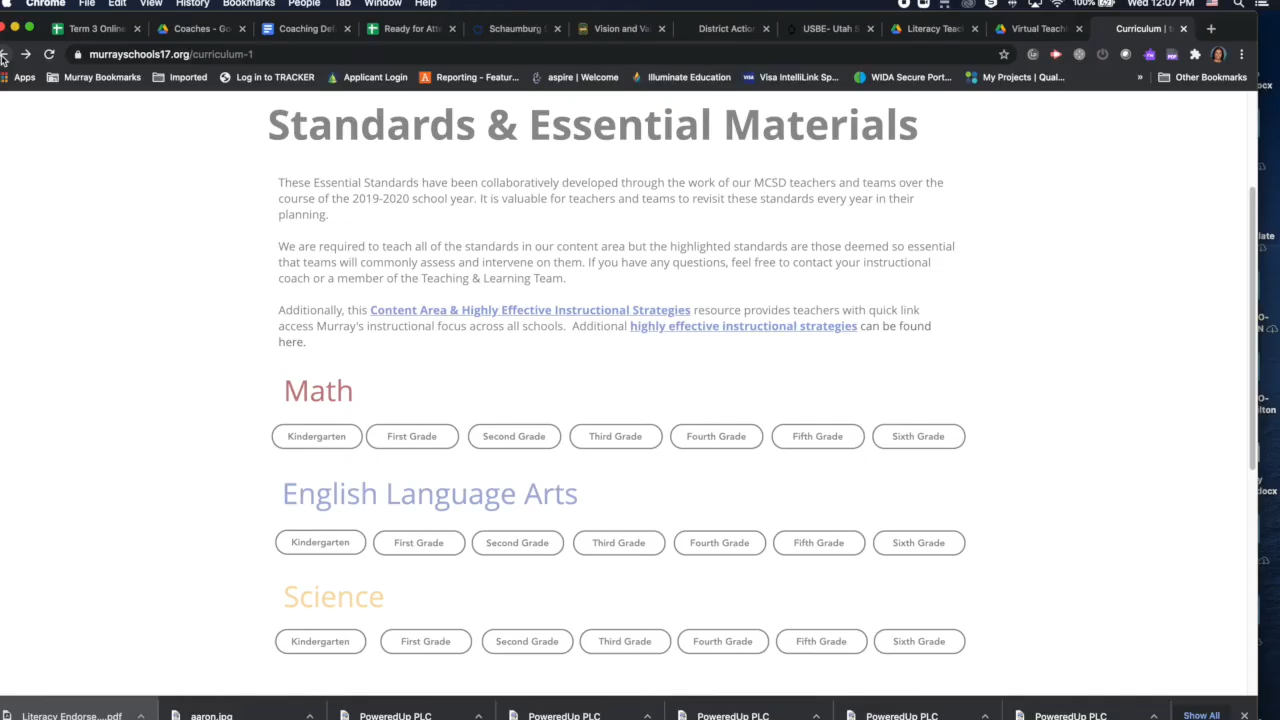 Chrome File Edit View History Bookmarks People Tab Window Help 100% Wed 12:07 PM
Term 3 Online Coaches - Go Coaching Def Ready for Att Schaumburg Vision and Va District Action USBE- Utah S Literacy Teac Virtual Teach Curriculum | t
murrayschools17.org/curriculum-1
Apps Murray Bookmarks Imported Log in to TRACKER Applicant Login Reporting - Featur... aspire | Welcome Illuminate Education Visa IntelliLink Sp... WIDA Secure Port... My Projects | Qual... » Other Bookmarks
Standards & Essential Materials
These Essential Standards have been collaboratively developed through the work of our MCSD teachers and teams over the
course of the 2019-2020 school year. It is valuable for teachers and teams to revisit these standards every year in their
planning.
We are required to teach all of the standards in our content area but the highlighted standards are those deemed so essential
that teams will commonly assess and intervene on them. If you have any questions, feel free to contact your instructional
coach or a member of the Teaching & Learning Team.
Additionally, this Content Area & Highly Effective Instructional Strategies resource provides teachers with quick link
access Murray's instructional focus across all schools. Additional highly effective instructional strategies can be found
here.
Math
Kindergarten First Grade Second Grade Third Grade Fourth Grade Fifth Grade Sixth Grade
English Language Arts
Kindergarten First Grade Second Grade Third Grade Fourth Grade Fifth Grade Sixth Grade
Science
Kindergarten First Grade Second Grade Third Grade Fourth Grade Fifth Grade Sixth Grade
Literacy Endorse....pdf aaron.jpg PoweredUp PLC PoweredUp PLC PoweredUp PLC PoweredUp PLC PoweredUp PLC Show All